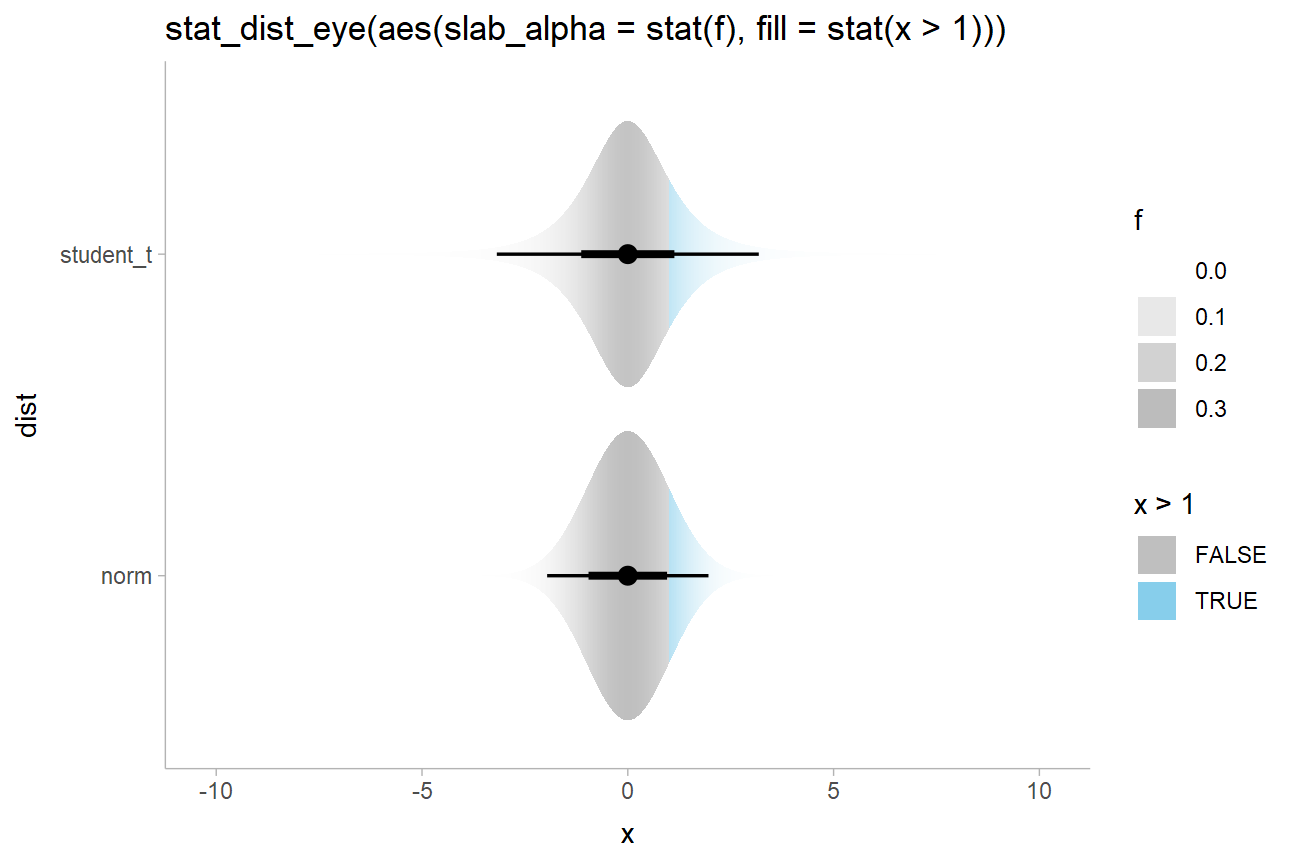 stat_dist_eye(aes(slab_alpha = stat(f), fill = stat(x > 1)))
student_t
norm
dist
-10
-5
0
5
10
x
f
0.0
0.1
0.2
0.3
x > 1
FALSE
TRUE